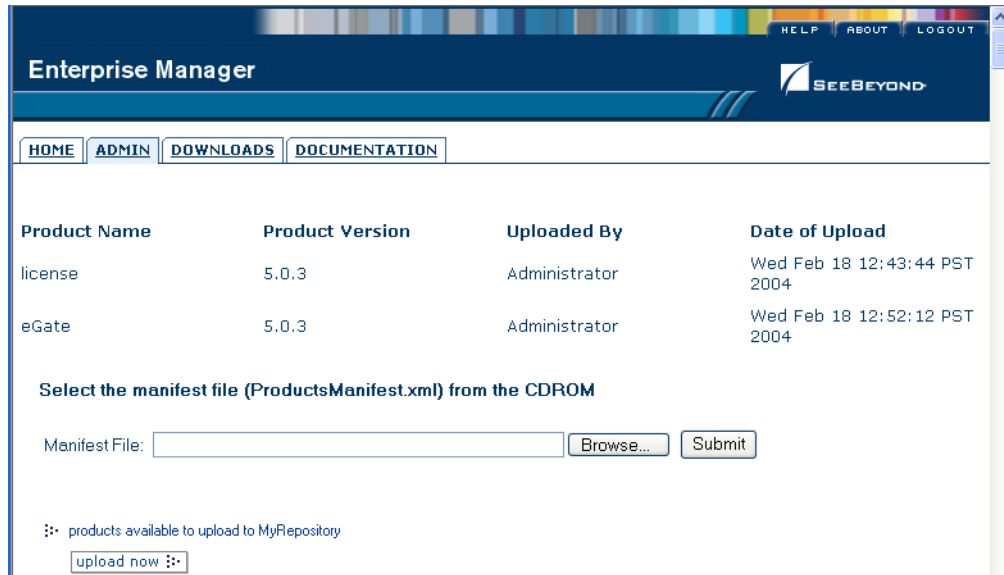 HELP ABOUT LOGOUT
Enterprise Manager
SEEBEYOND
HOME ADMIN DOWNLOADS DOCUMENTATION
Product Name Product Version Uploaded By Date of Upload
license 5.0.3 Administrator Wed Feb 18 12:43:44 PST
2004
eGate 5.0.3 Administrator Wed Feb 18 12:52:12 PST
2004
Select the manifest file (ProductsManifest.xml) from the CDROM
Manifest File: Browse... Submit
products available to upload to MyRepository
upload now